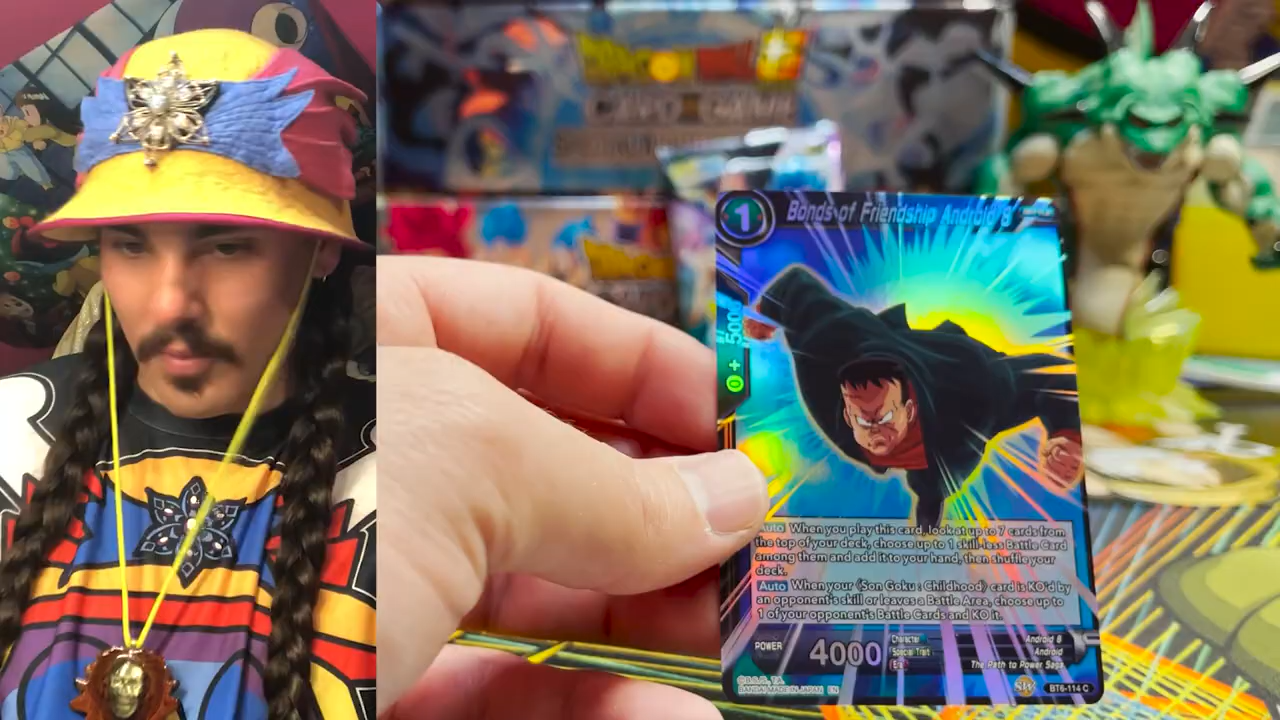 CARD GAME
1
Bonds of Friendship Android 8
0 + 5000
Auto When you play this card, look at up to 7 cards from
the top of your deck, choose up to 1 skill-less Battle Card
among them and add it to your hand, then shuffle your
deck.
Auto When your 《Son Goku : Childhood》 card is KO'd by
an opponent's skill or leaves a Battle Area, choose up to
1 of your opponent's Battle Cards and KO it.
POWER 4000
Character Android 8
Special Trait Android
Era The Path to Power Saga
BANDAI MADE IN JAPAN EN
BT6-114 C